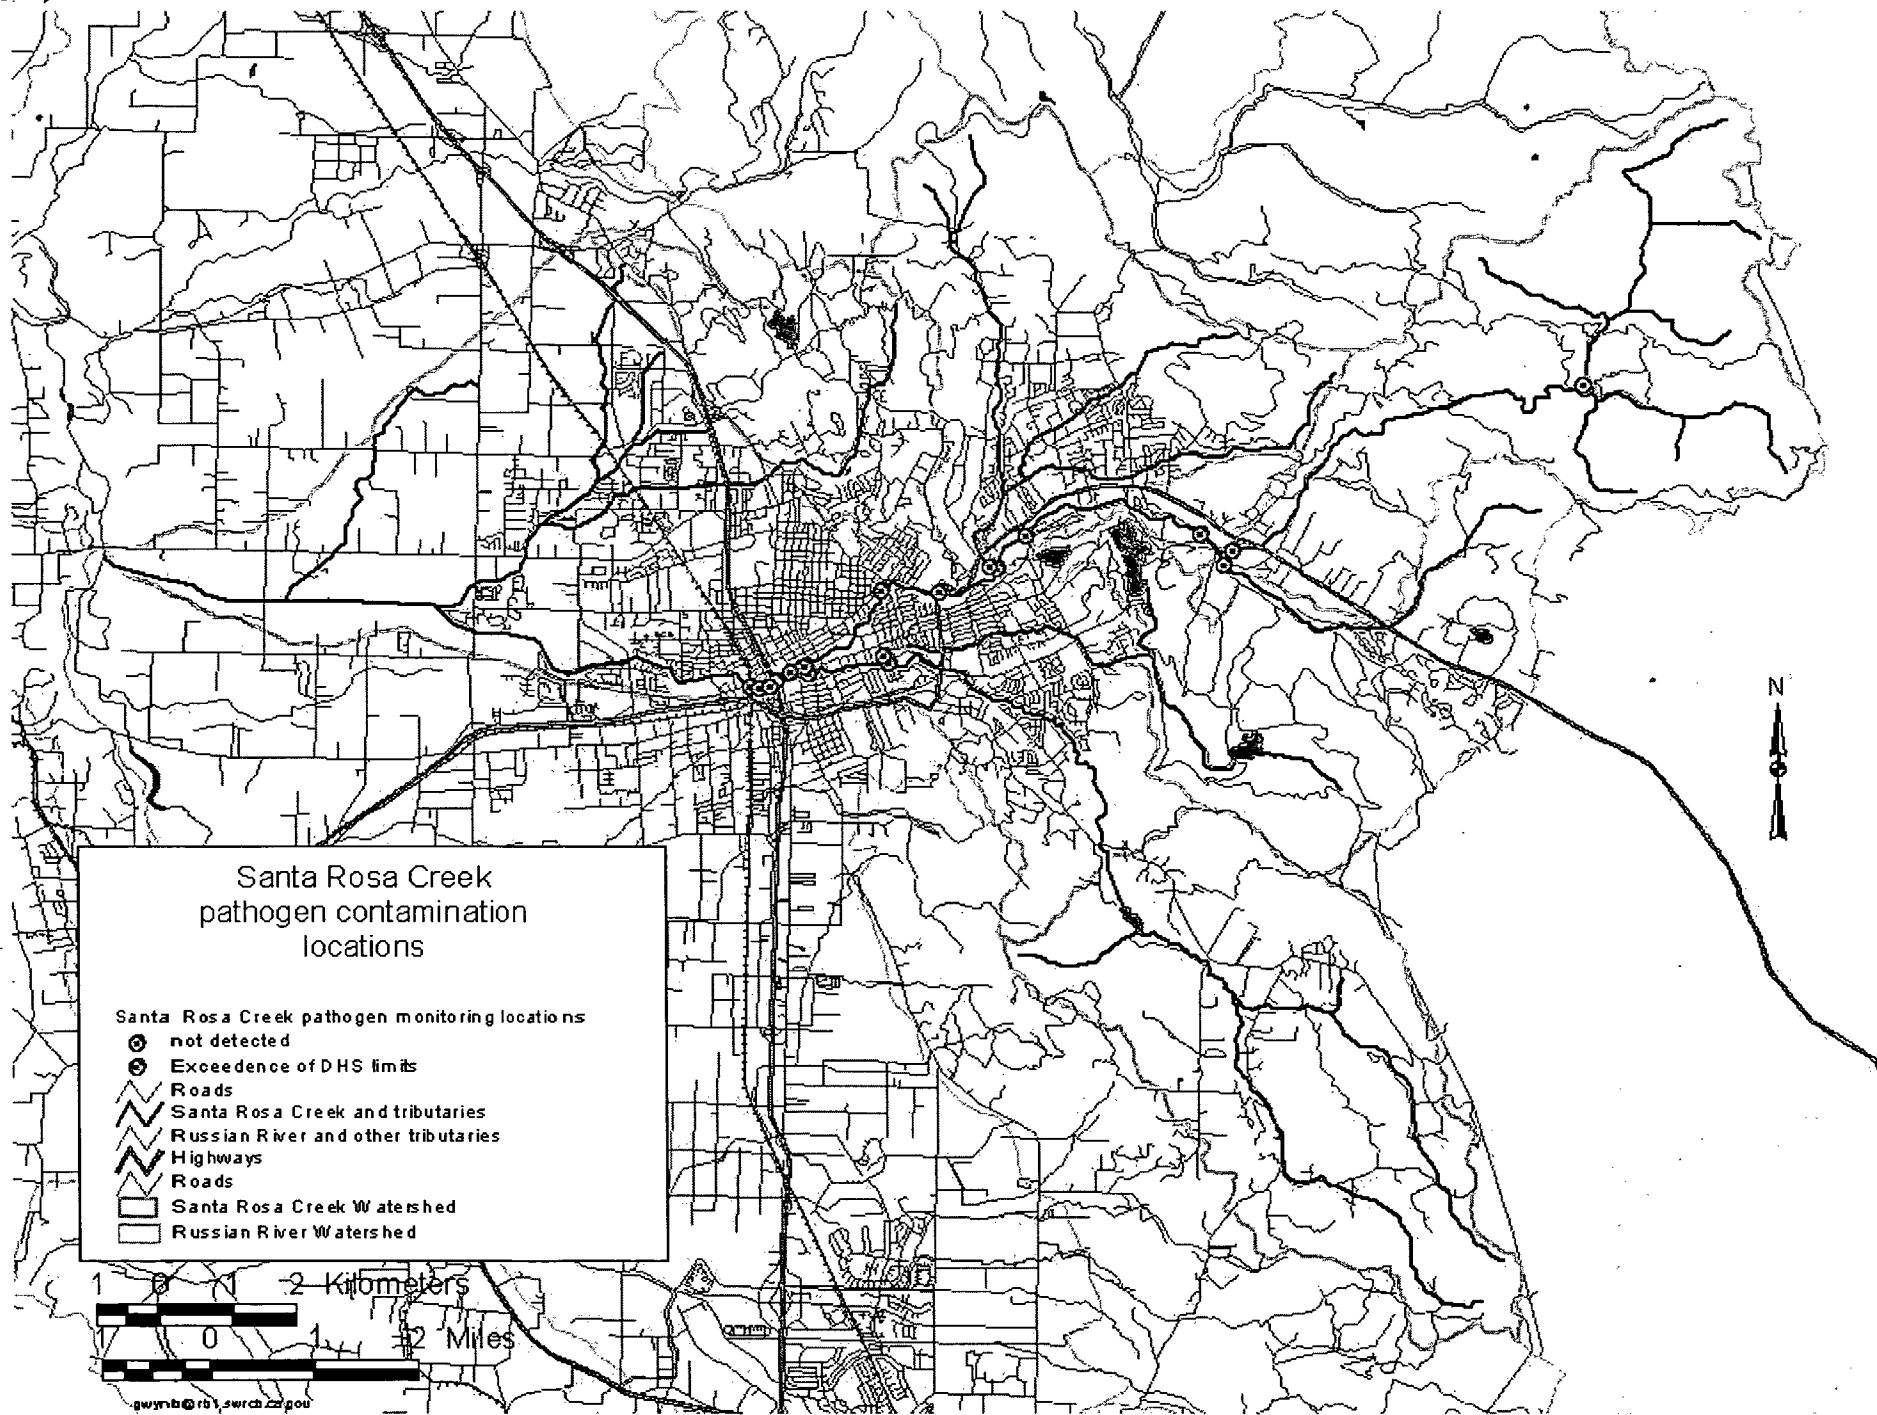 N
Santa Rosa Creek
pathogen contamination
locations
Santa Rosa Creek pathogen monitoring locations
not detected
Exceedence of DHS limits
Roads
Santa Rosa Creek and tributaries
Russian River and other tributaries
Highways
Roads
Santa Rosa Creek Watershed
Russian River Watershed
1 0 1 2 Kilometers
1 0 1 2 Miles